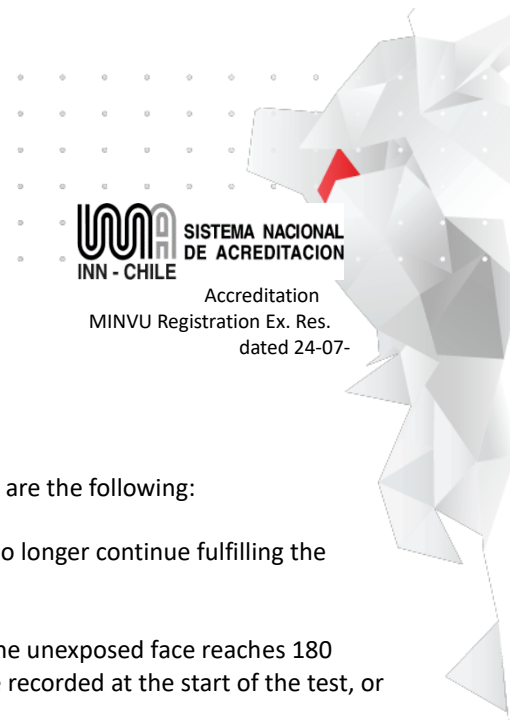 SISTEMA NACIONAL
DE ACREDITACION
INN - CHILE
Accreditation
MINVU Registration Ex. Res.
dated 24-07-
are the following:
o longer continue fulfilling the
ne unexposed face reaches 180
e recorded at the start of the test, or